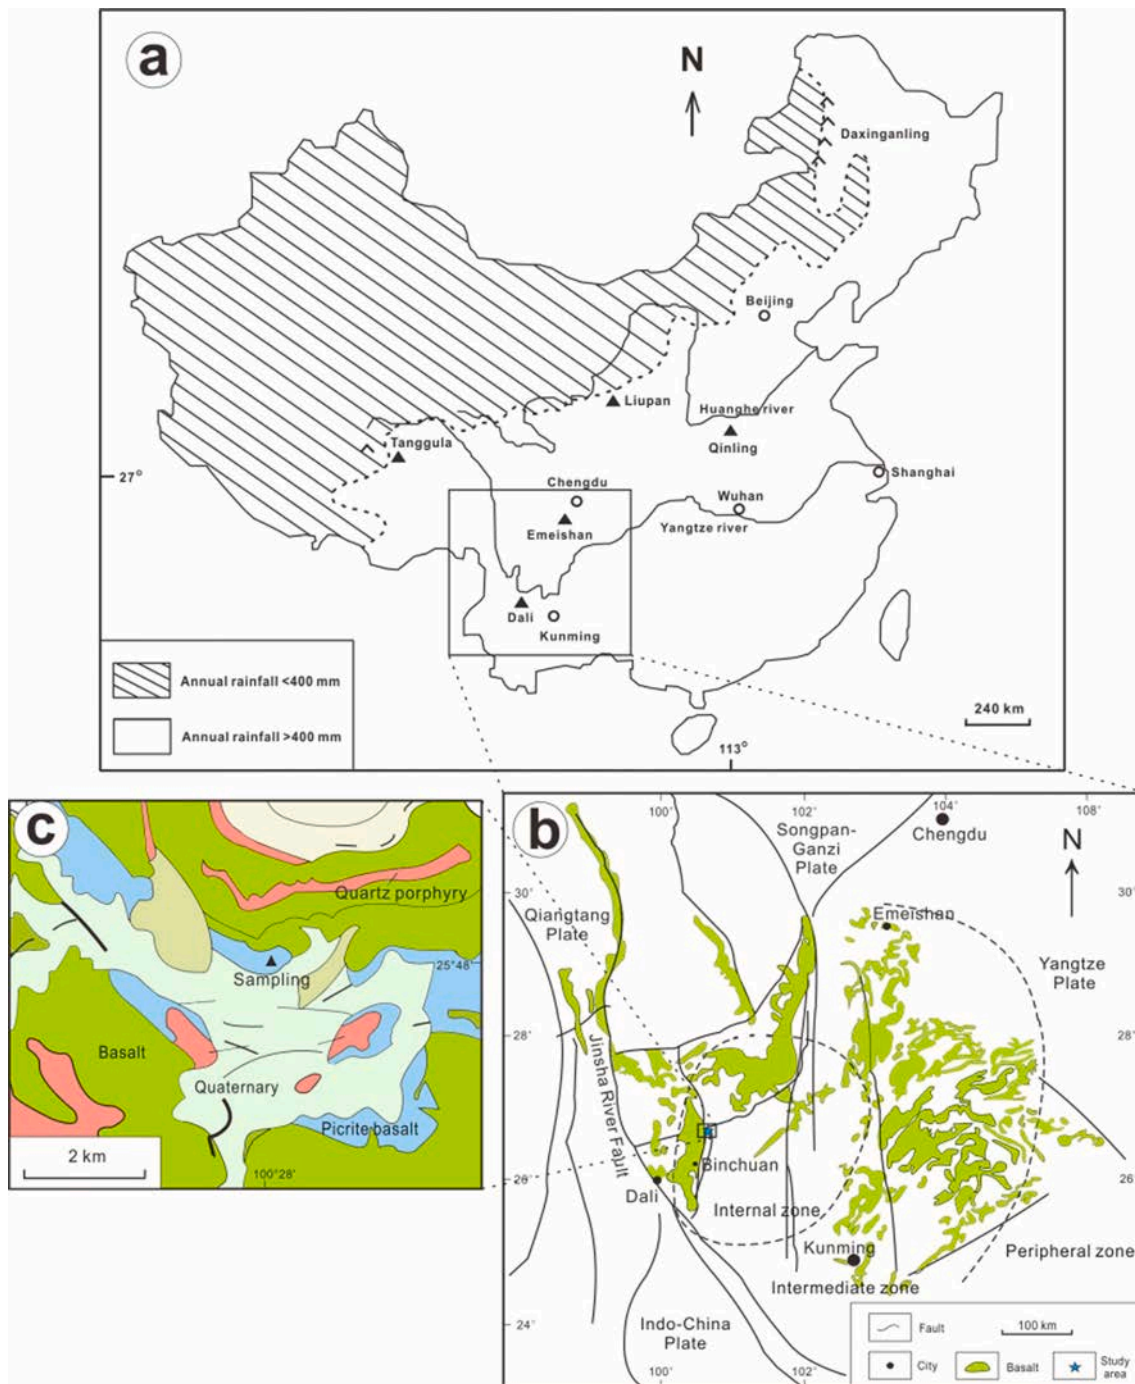 a
N
Daxinganling
Beijing
Liupan
Huanghe river
Tanggula
Qinling
27°
Shanghai
Chengdu
Wuhan
Emeishan
Yangtze river
Dali
Kunming
Annual rainfall <400 mm
240 km
Annual rainfall >400 mm
113°
c
Quartz porphyry
25°48'
Sampling
Basalt
Quaternary
Picrite basalt
2 km
100°28'
b
100°
102°
104°
108°
Songpan-
Ganzi
Plate
Chengdu
N
30°
30°
Qiangtang
Plate
Emeishan
Yangtze
Plate
28°
28°
Jinsha River Fault
Binchuan
26°
26°
Dali
Internal zone
Kunming
Peripheral zone
Intermediate zone
24°
Indo-China
Plate
Fault
100 km
City
Basalt
Study
area
100°
102°